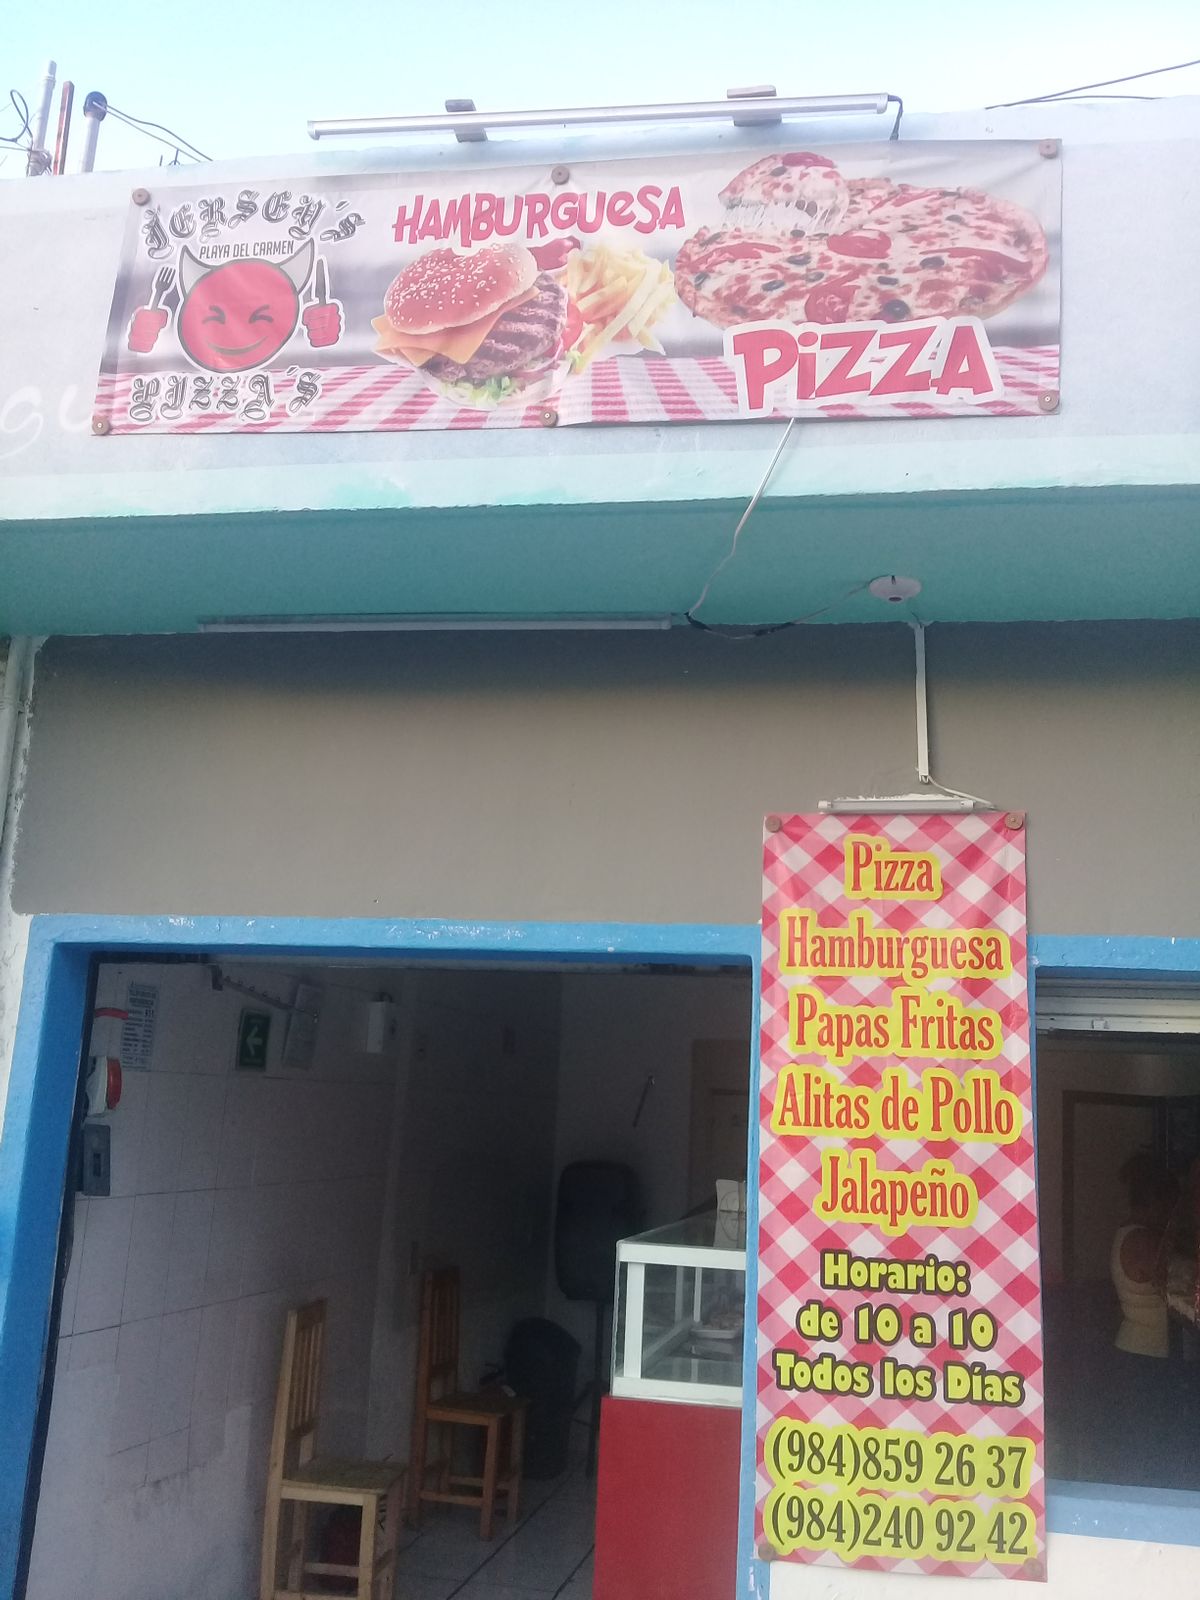 JERSEY´s
PLAYA DEL CARMEN
PIZZA´S
HAMBURGUeSA
PiZZA
Pizza
Hamburguesa
Papas Fritas
Alitas de Pollo
Jalapeño
Horario:
de 10 a 10
Todos los Días
(984)859 26 37
(984)240 92 42